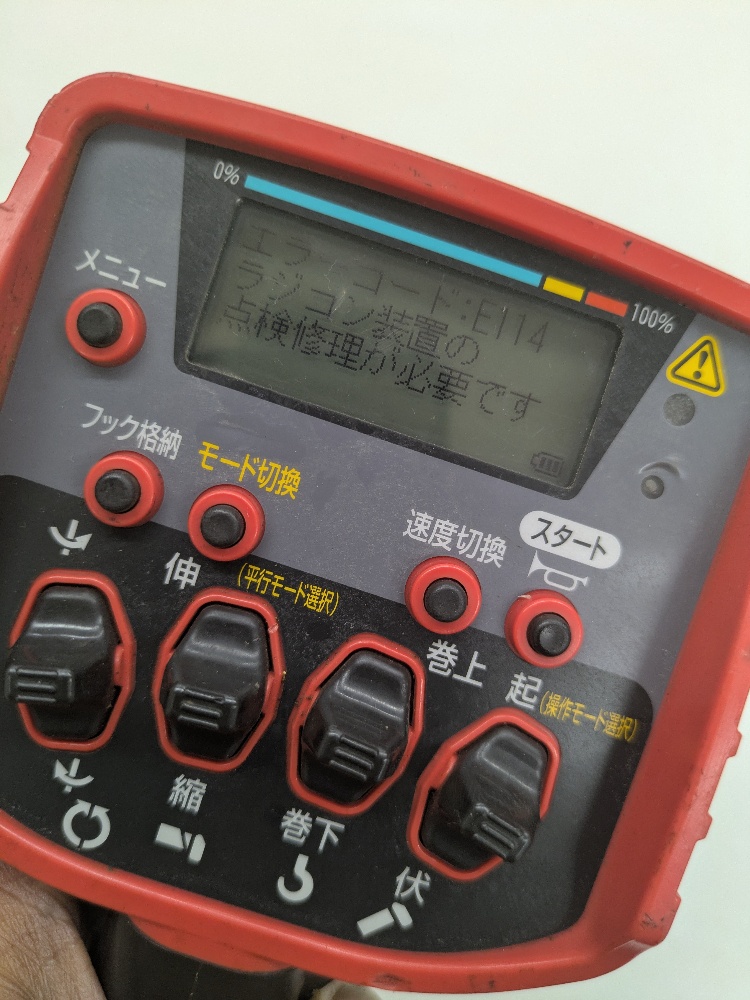 0%
100%
エラーコード:E114
ラジコン装置の
点検修理が必要です
メニュー
フック格納
モード切換
(平行モード選択)
速度切換
スタート
伸
巻上
起(操作モード選択)
縮
巻下
伏